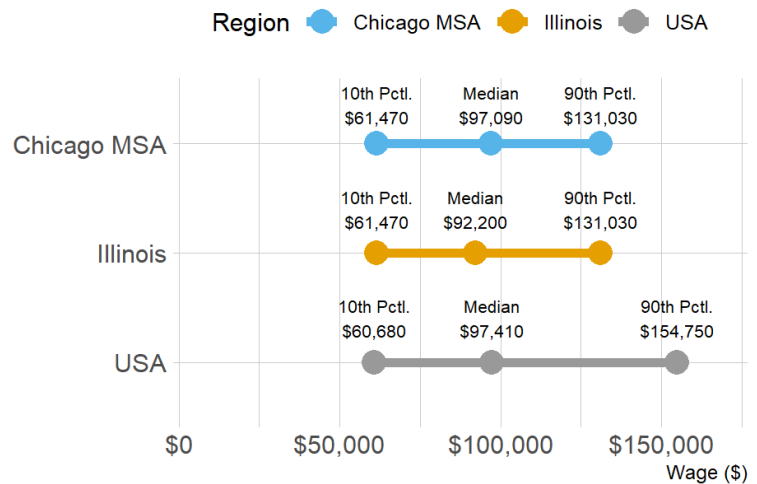 Region Chicago MSA Illinois USA
10th Pctl. Median 90th Pctl.
$61,470 $97,090 $131,030
Chicago MSA
10th Pctl. Median 90th Pctl.
$61,470 $92,200 $131,030
Illinois
10th Pctl. Median 90th Pctl.
$60,680 $97,410 $154,750
USA
$0 $50,000 $100,000 $150,000
Wage ($)